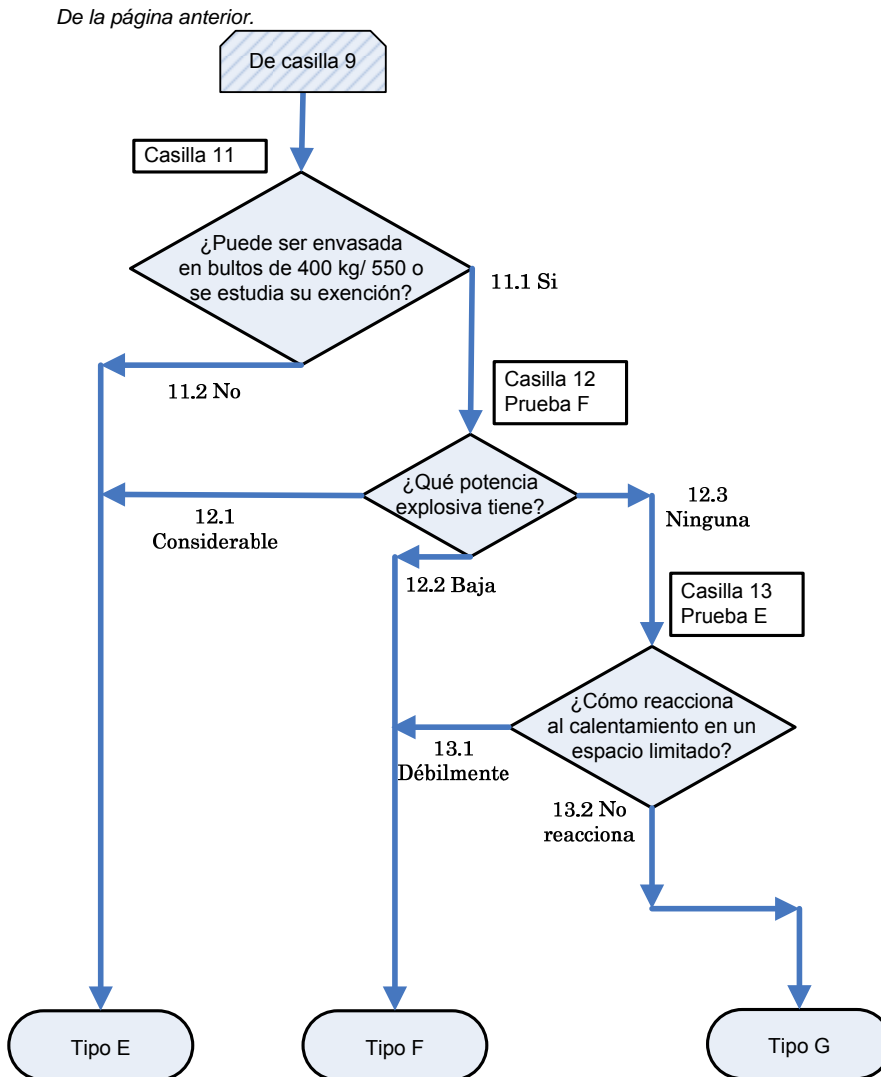 De la página anterior.
De casilla 9
Casilla 11
¿Puede ser envasada
en bultos de 400 kg/ 550 o
se estudia su exención?
11.1 Si
11.2 No
Casilla 12
Prueba F
¿Qué potencia
explosiva tiene?
12.1
Considerable
12.3
Ninguna
12.2 Baja
Casilla 13
Prueba E
¿Cómo reacciona
al calentamiento en un
espacio limitado?
13.1
Débilmente
13.2 No
reacciona
Tipo E
Tipo F
Tipo G